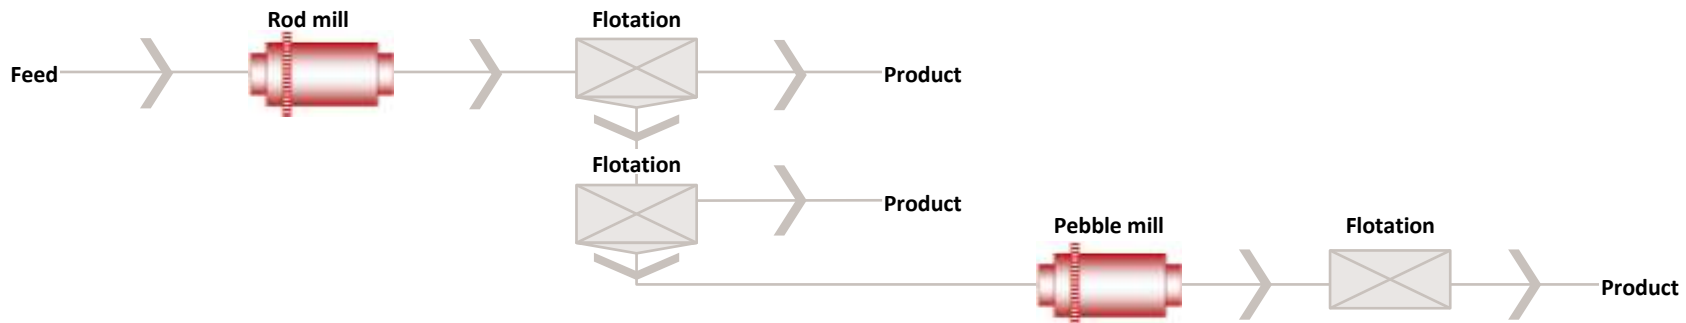 Rod mill
Flotation
Feed
Product
Flotation
Product
Pebble mill
Flotation
Product